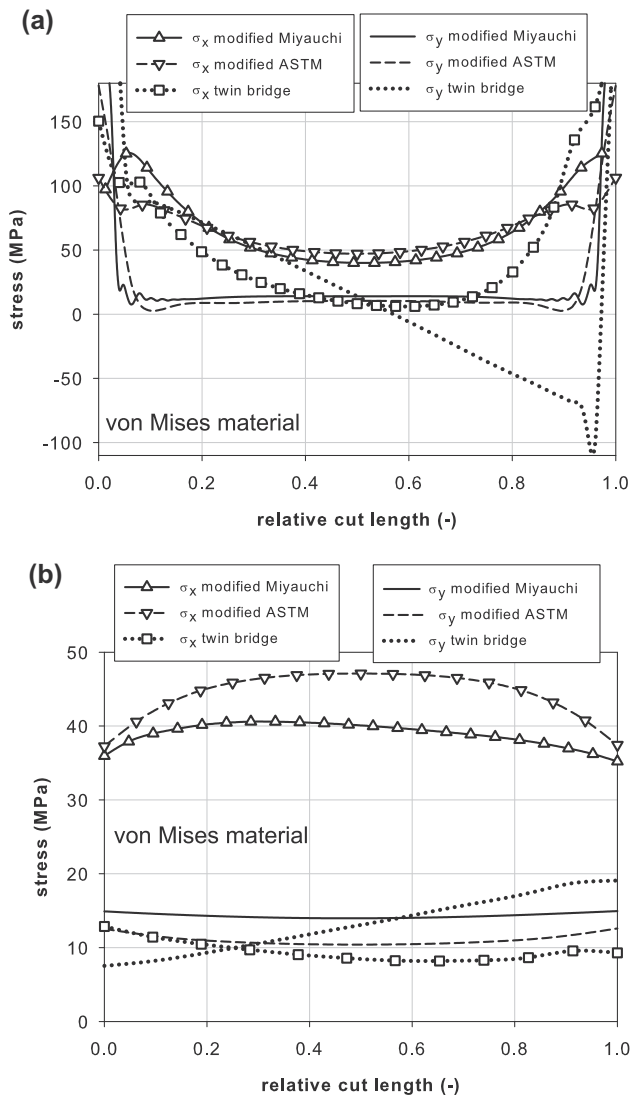 (a)
σx modified Miyauchi
σx modified ASTM
σx twin bridge
σy modified Miyauchi
σy modified ASTM
σy twin bridge
150
100
50
0
-50
-100
stress (MPa)
von Mises material
0.0 0.2 0.4 0.6 0.8 1.0
relative cut length (-)
(b)
σx modified Miyauchi
σx modified ASTM
σx twin bridge
σy modified Miyauchi
σy modified ASTM
σy twin bridge
50
40
30
20
10
0
stress (MPa)
von Mises material
0.0 0.2 0.4 0.6 0.8 1.0
relative cut length (-)